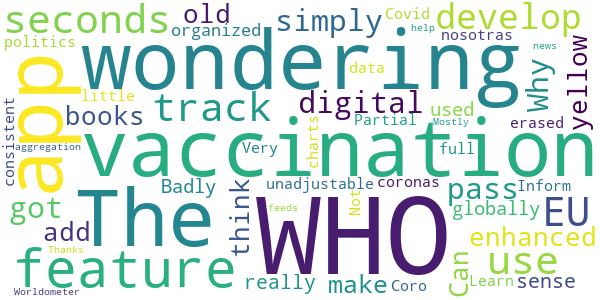 seconds
old
simply
Covid
develop
politics
organized
help
nosotras
news
app
wondering
data
Why
yellow
little
consistent
books
track
digital
used
charts
Partial
erased
aggregation
vaccination
Very
full
The
WHO
Badly
think
unadjustable
coronas
pass
Inform
Not
got
add
feeds
globally
EU
Thanks
feature
really
make
Coro
Can
enhanced
use
Learn
sense
Worldometer
Mostly